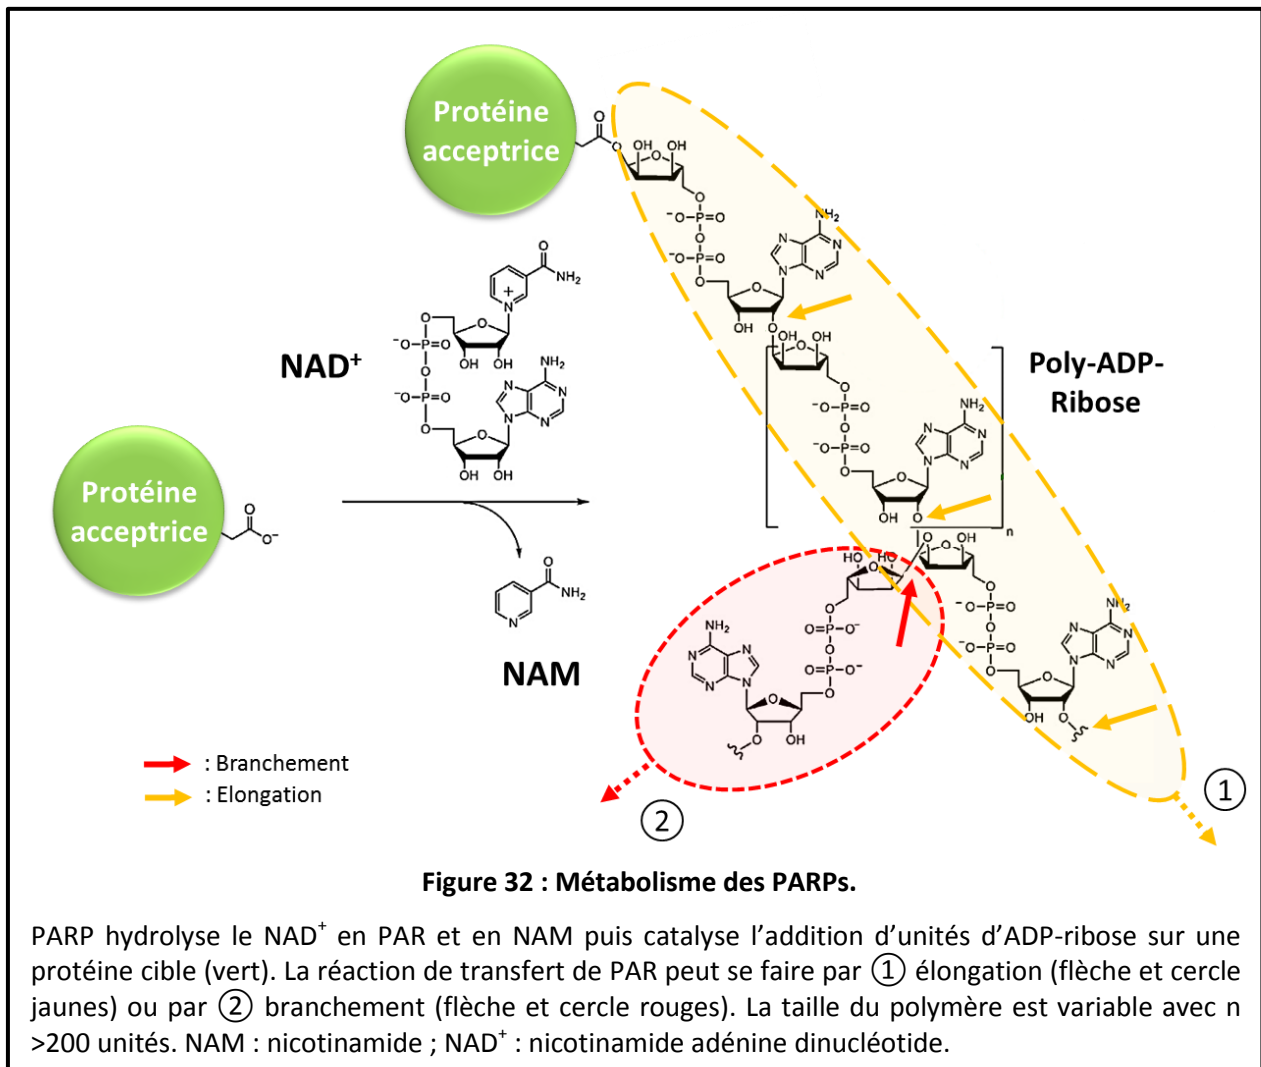 Protéine
acceptrice
NAD⁺
Poly-ADP-
Ribose
Protéine
acceptrice
NAM
n
: Branchement
: Elongation
1
2
Figure 32 : Métabolisme des PARPs.
PARP hydrolyse le NAD⁺ en PAR et en NAM puis catalyse l’addition d’unités d’ADP-ribose sur une
protéine cible (vert). La réaction de transfert de PAR peut se faire par ① élongation (flèche et cercle
jaunes) ou par ② branchement (flèche et cercle rouges). La taille du polymère est variable avec n
>200 unités. NAM : nicotinamide ; NAD⁺ : nicotinamide adénine dinucléotide.